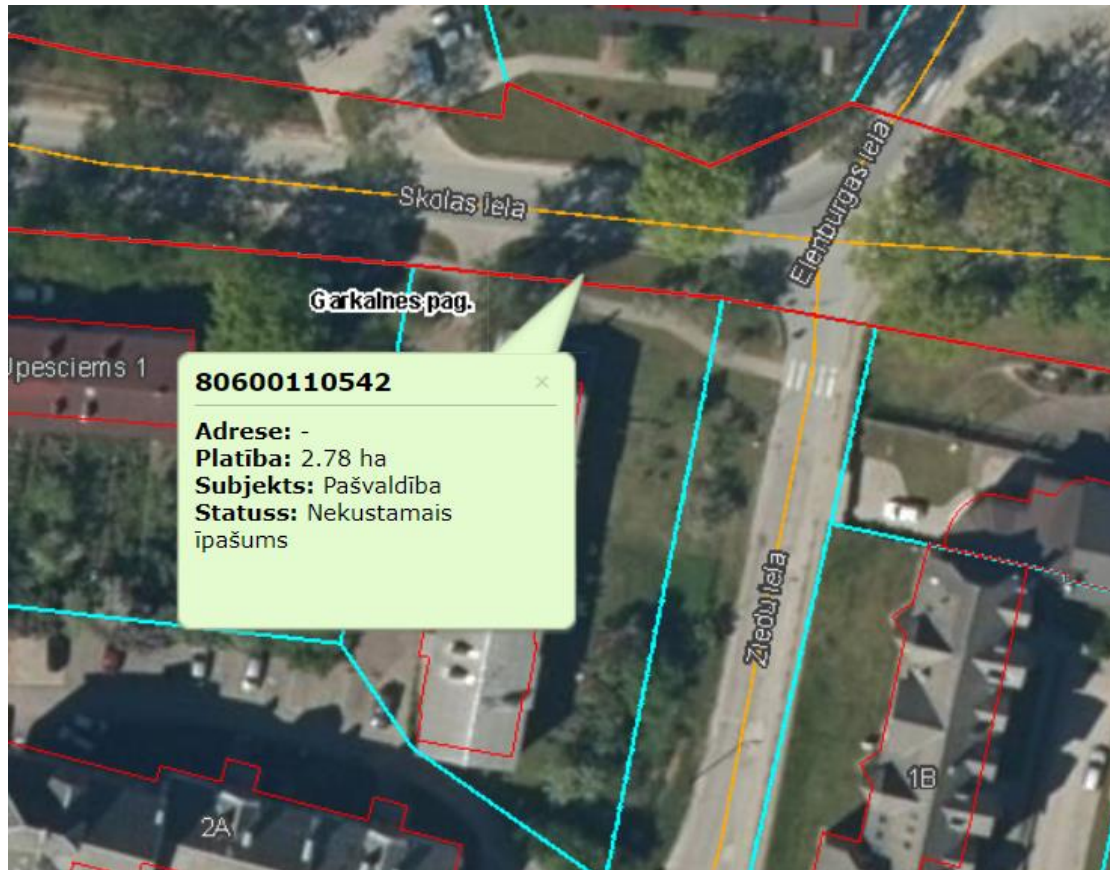 Skolas iela
Elenburgas iela
Garkalnes pag.
Upesciems 1
80600110542 ×
Adrese: -
Platība: 2.78 ha
Subjekts: Pašvaldība
Statuss: Nekustamais
īpašums
Ziedu iela
1B
2A